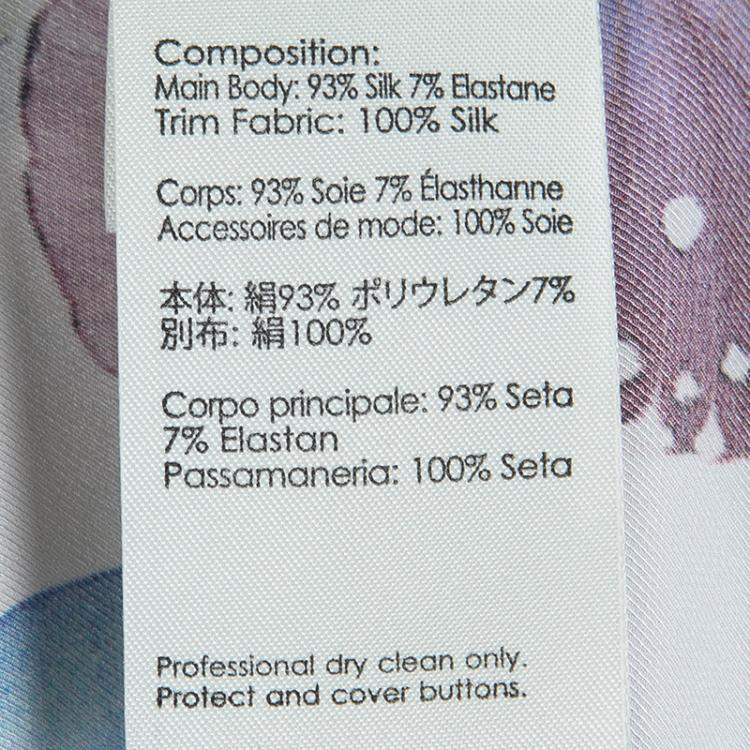 Composition:
Main Body: 93% Silk 7% Elastane
Trim Fabric: 100% Silk
Corps: 93% Soie 7% Élasthanne
Accessoires de mode: 100% Soie
本体: 絹93% ポリウレタン7%
別布: 絹100%
Corpo principale: 93% Seta
7% Elastan
Passamaneria: 100% Seta
Professional dry clean only.
Protect and cover buttons.